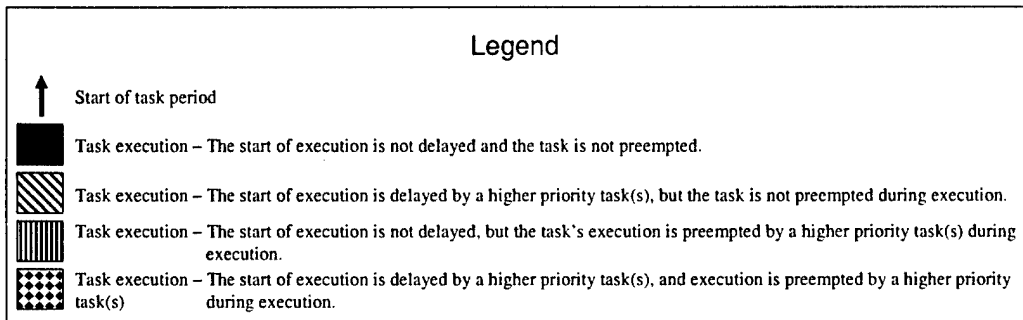 Legend
Start of task period
Task execution – The start of execution is not delayed and the task is not preempted.
Task execution – The start of execution is delayed by a higher priority task(s), but the task is not preempted during execution.
Task execution – The start of execution is not delayed, but the task's execution is preempted by a higher priority task(s) during
execution.
Task execution – The start of execution is delayed by a higher priority task(s), and execution is preempted by a higher priority
task(s) during execution.